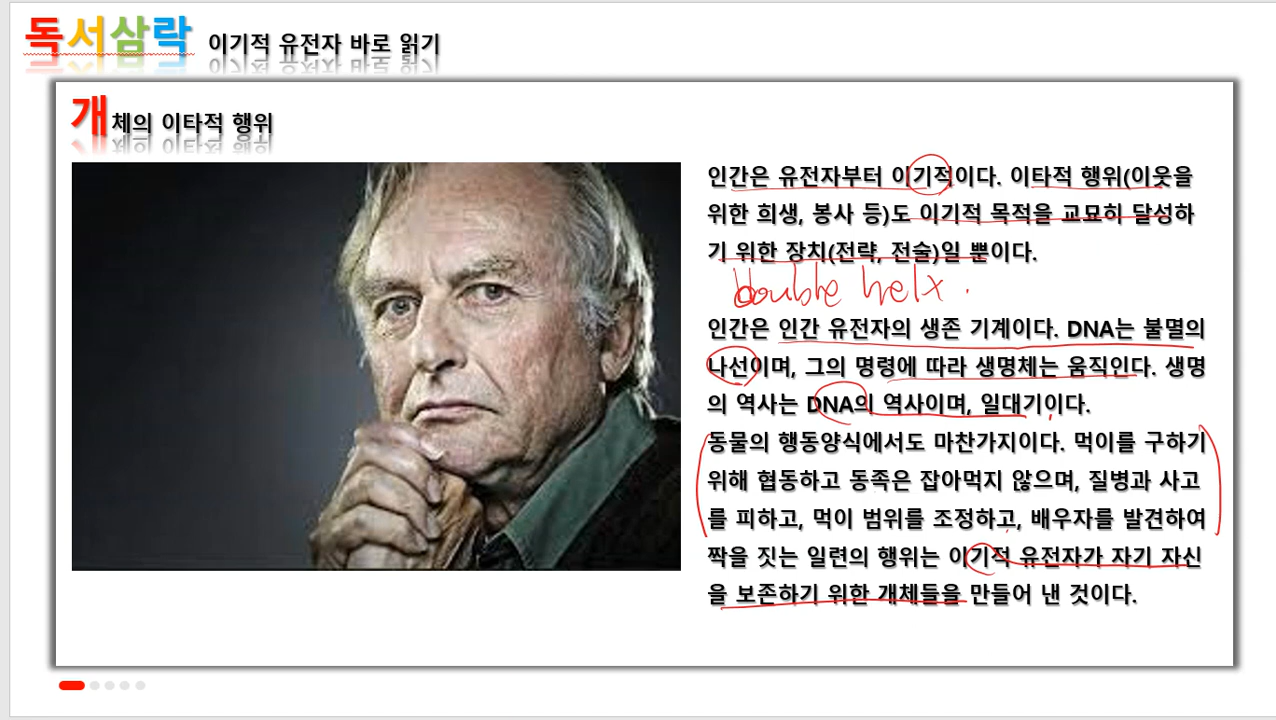 독서삼락 이기적 유전자 바로 읽기
개체의 이타적 행위
인간은 유전자부터 이기적이다. 이타적 행위(이웃을
위한 희생, 봉사 등)도 이기적 목적을 교묘히 달성하
기 위한 장치(전략, 전술)일 뿐이다.
double helx .
인간은 인간 유전자의 생존 기계이다. DNA는 불멸의
나선이며, 그의 명령에 따라 생명체는 움직인다. 생명
의 역사는 DNA의 역사이며, 일대기이다.
동물의 행동양식에서도 마찬가지이다. 먹이를 구하기
위해 협동하고 동족은 잡아먹지 않으며, 질병과 사고
를 피하고, 먹이 범위를 조정하고, 배우자를 발견하여
짝을 짓는 일련의 행위는 이기적 유전자가 자기 자신
을 보존하기 위한 개체들을 만들어 낸 것이다.